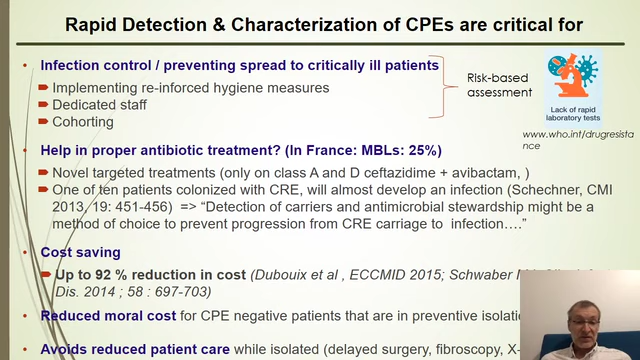 Rapid Detection & Characterization of CPEs are critical for
• Infection control / preventing spread to critically ill patients
Implementing re-inforced hygiene measures
Dedicated staff
Cohorting
Risk-based
assessment
Lack of rapid
laboratory tests
www.who.int/drugresista
nce
• Help in proper antibiotic treatment? (In France: MBLs: 25%)
Novel targeted treatments (only on class A and D ceftazidime + avibactam, )
One of ten patients colonized with CRE, will almost develop an infection (Schechner, CMI
2013, 19: 451-456) => “Detection of carriers and antimicrobial stewardship might be a
method of choice to prevent progression from CRE carriage to infection….”
• Cost saving
Up to 92 % reduction in cost (Dubouix et al , ECCMID 2015; Schwaber
Dis. 2014 ; 58 : 697-703)
• Reduced moral cost for CPE negative patients that are in preventive
• Avoids reduced patient care while isolated (delayed surgery, fibroscopy,